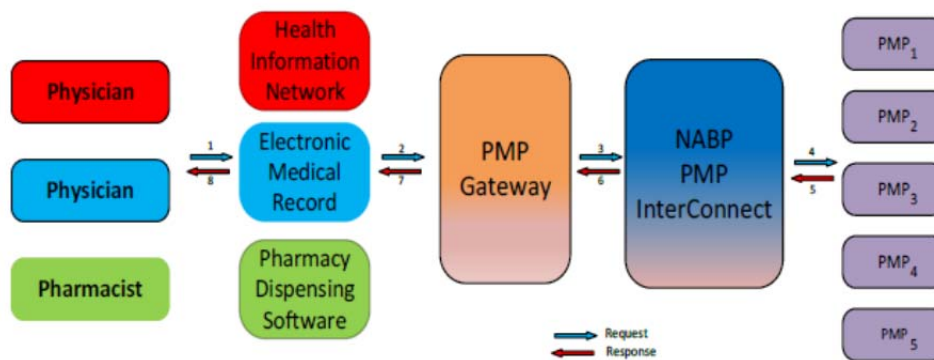 Physician
Physician
Pharmacist
1
8
Health
Information
Network
Electronic
Medical
Record
Pharmacy
Dispensing
Software
2
7
PMP
Gateway
3
6
NABP
PMP
InterConnect
4
5
PMP1
PMP2
PMP3
PMP4
PMP5
Request
Response